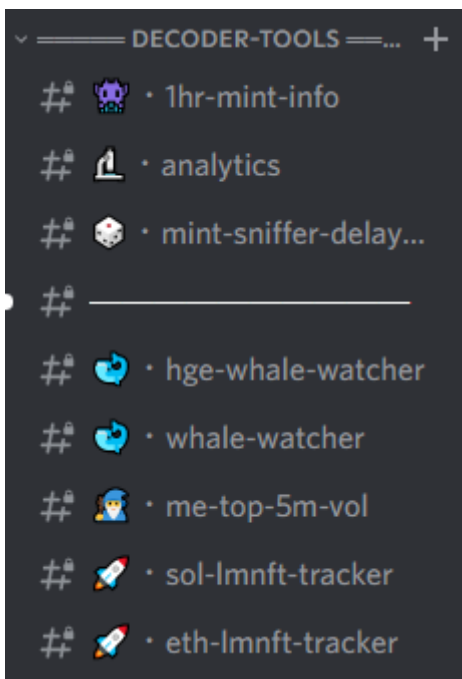 ═════ DECODER-TOOLS ══...
1hr-mint-info
analytics
mint-sniffer-delay...
hge-whale-watcher
whale-watcher
me-top-5m-vol
sol-lmnft-tracker
eth-lmnft-tracker